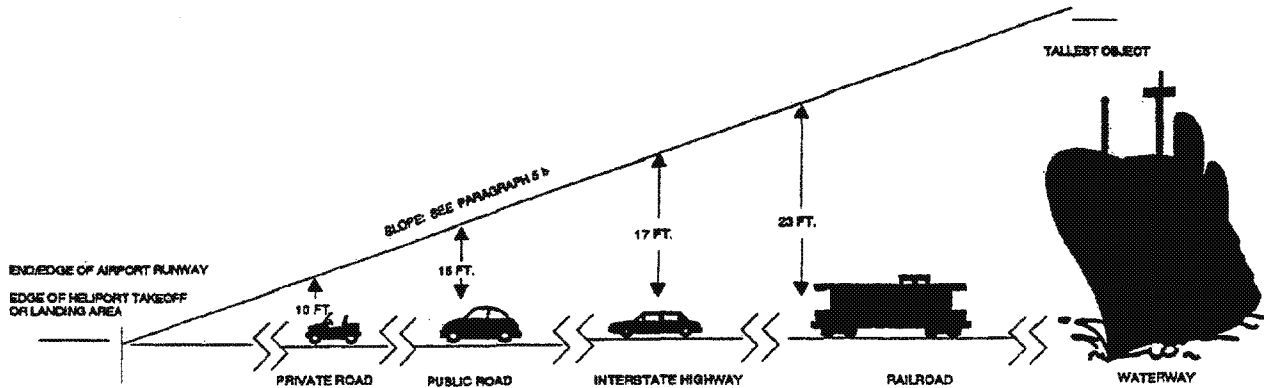 TALLEST OBJECT
SLOPE: SEE PARAGRAPH 5 b
23 FT.
17 FT.
15 FT.
10 FT.
END/EDGE OF AIRPORT RUNWAY
EDGE OF HELIPORT TAKEOFF
OR LANDING AREA
PRIVATE ROAD
PUBLIC ROAD
INTERSTATE HIGHWAY
RAILROAD
WATERWAY